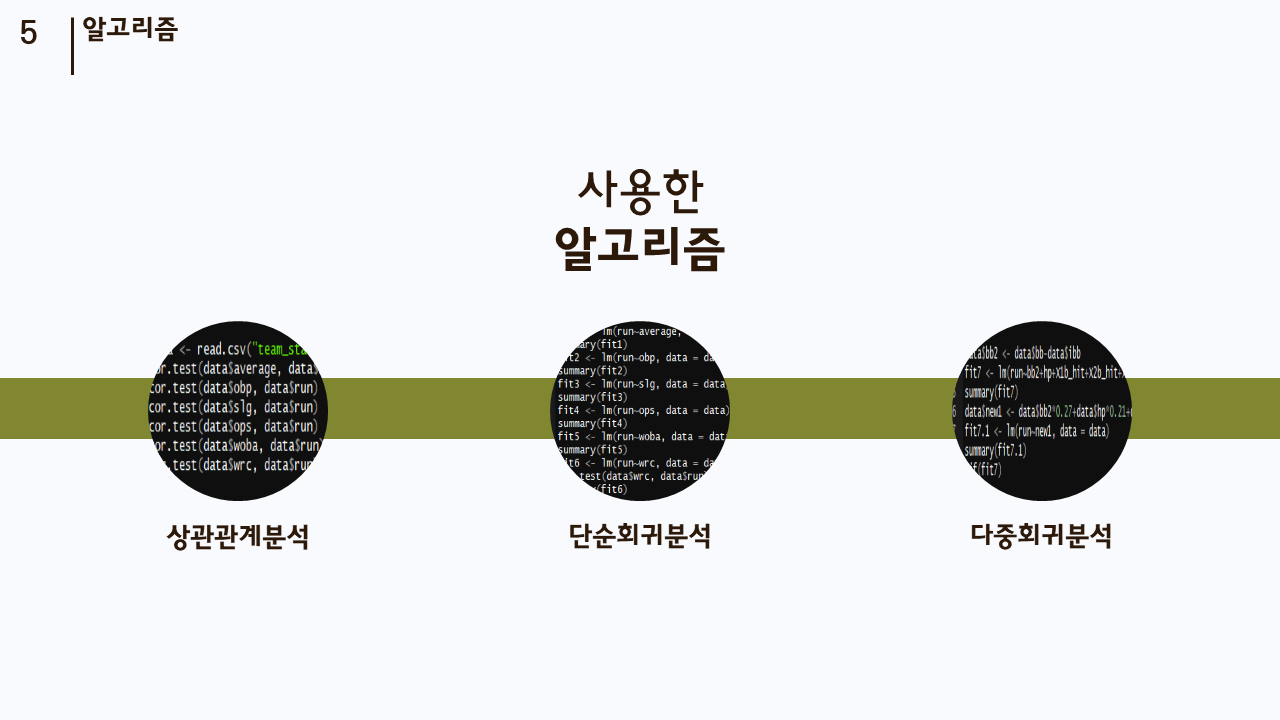 5
알고리즘
사용한
알고리즘
<- read.csv("team_sta
cor.test(data$average, data$
cor.test(data$obp, data$run)
cor.test(data$slg, data$run)
cor.test(data$ops, data$run)
cor.test(data$woba, data$run)
.test(data$wrc, data$run
상관관계분석
lm(run~average,
mary(fit1)
fit2 <- lm(run~obp, data = da
summary(fit2)
fit3 <- lm(run~slg, data = data
summary(fit3)
fit4 <- lm(run~ops, data = data)
summary(fit4)
fit5 <- lm(run~woba, data = dat
summary(fit5)
fit6 <- lm(run~wrc, data = da
.test(data$wrc, data$run
(fit6)
단순회귀분석
data$bb2 <- data$bb-data$ibb
fit7 <- lm(run~bb2+hp+X1b_hit+X2b_hit+X
summary(fit7)
data$new1 <- data$bb2*0.27+data$hp*0.21+
fit7.1 <- lm(run~new1, data = data)
summary(fit7.1)
vif(fit7)
다중회귀분석